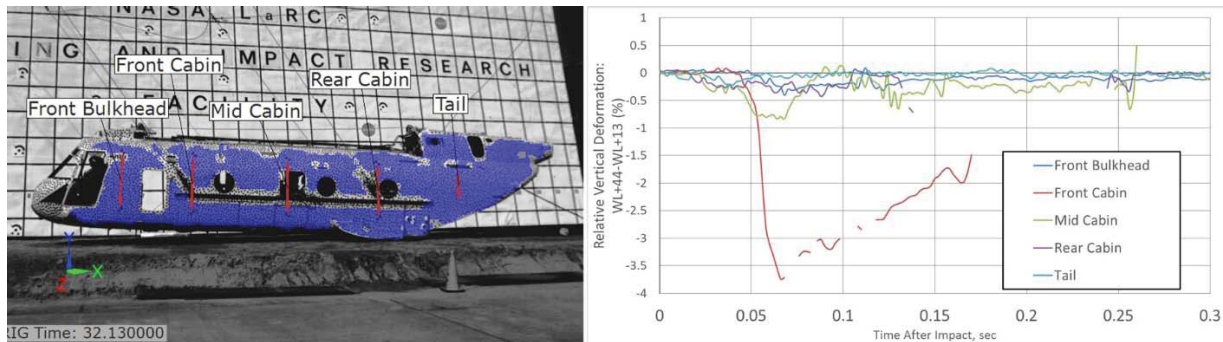 NASA LaRC
ING AND IMPACT RESEARCH
FACILITY
Front Cabin
Rear Cabin
Front Bulkhead
Mid Cabin
Tail
Y
X
Z
RIG Time: 32.130000
Relative Vertical Deformation:
WL+44-WL+13 (%)
0.5
0
-0.5
-1
-1.5
-2
-2.5
-3
-3.5
-4
0
0.05
0.1
0.15
0.2
0.25
0.3
Time After Impact, sec
Front Bulkhead
Front Cabin
Mid Cabin
Rear Cabin
Tail